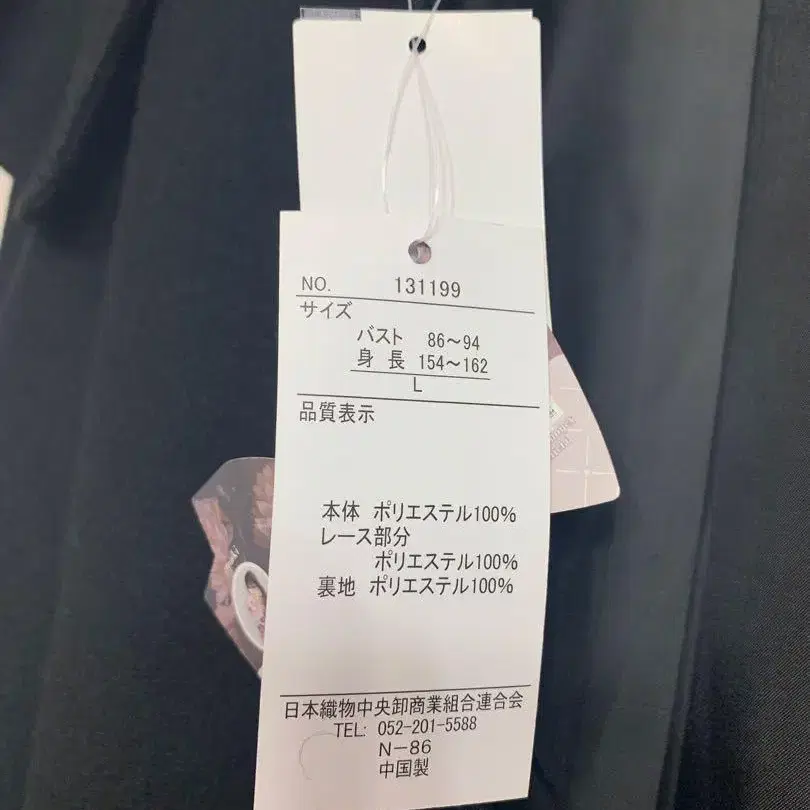 NO. 131199
サイズ
バスト 86～94
身長 154～162
L
品質表示
本体 ポリエステル100%
レース部分
ポリエステル100%
裏地 ポリエステル100%
日本織物中央卸商業組合連合会
TEL: 052-201-5588
N-86
中国製